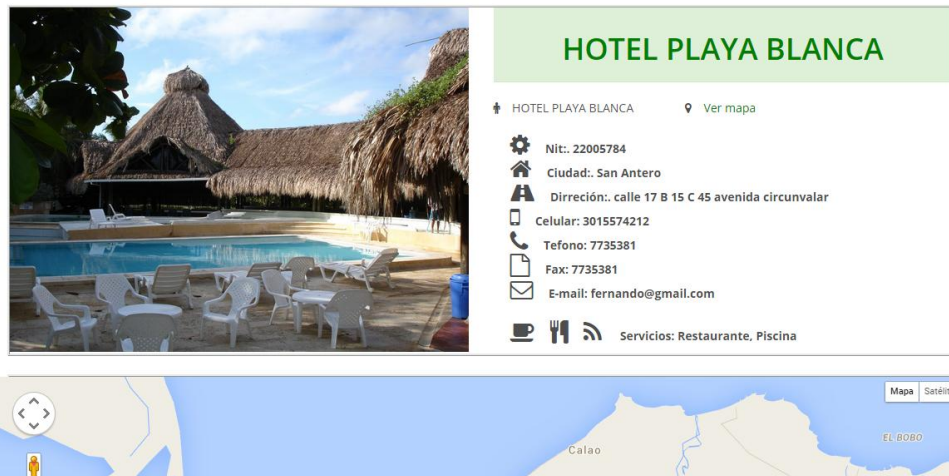 HOTEL PLAYA BLANCA
HOTEL PLAYA BLANCA Ver mapa
Nit:. 22005784
Ciudad:. San Antero
Dirreción:. calle 17 B 15 C 45 avenida circunvalar
Celular: 3015574212
Tefono: 7735381
Fax: 7735381
E-mail: fernando@gmail.com
Servicios: Restaurante, Piscina
Mapa Satélit
Calao
EL BOBO